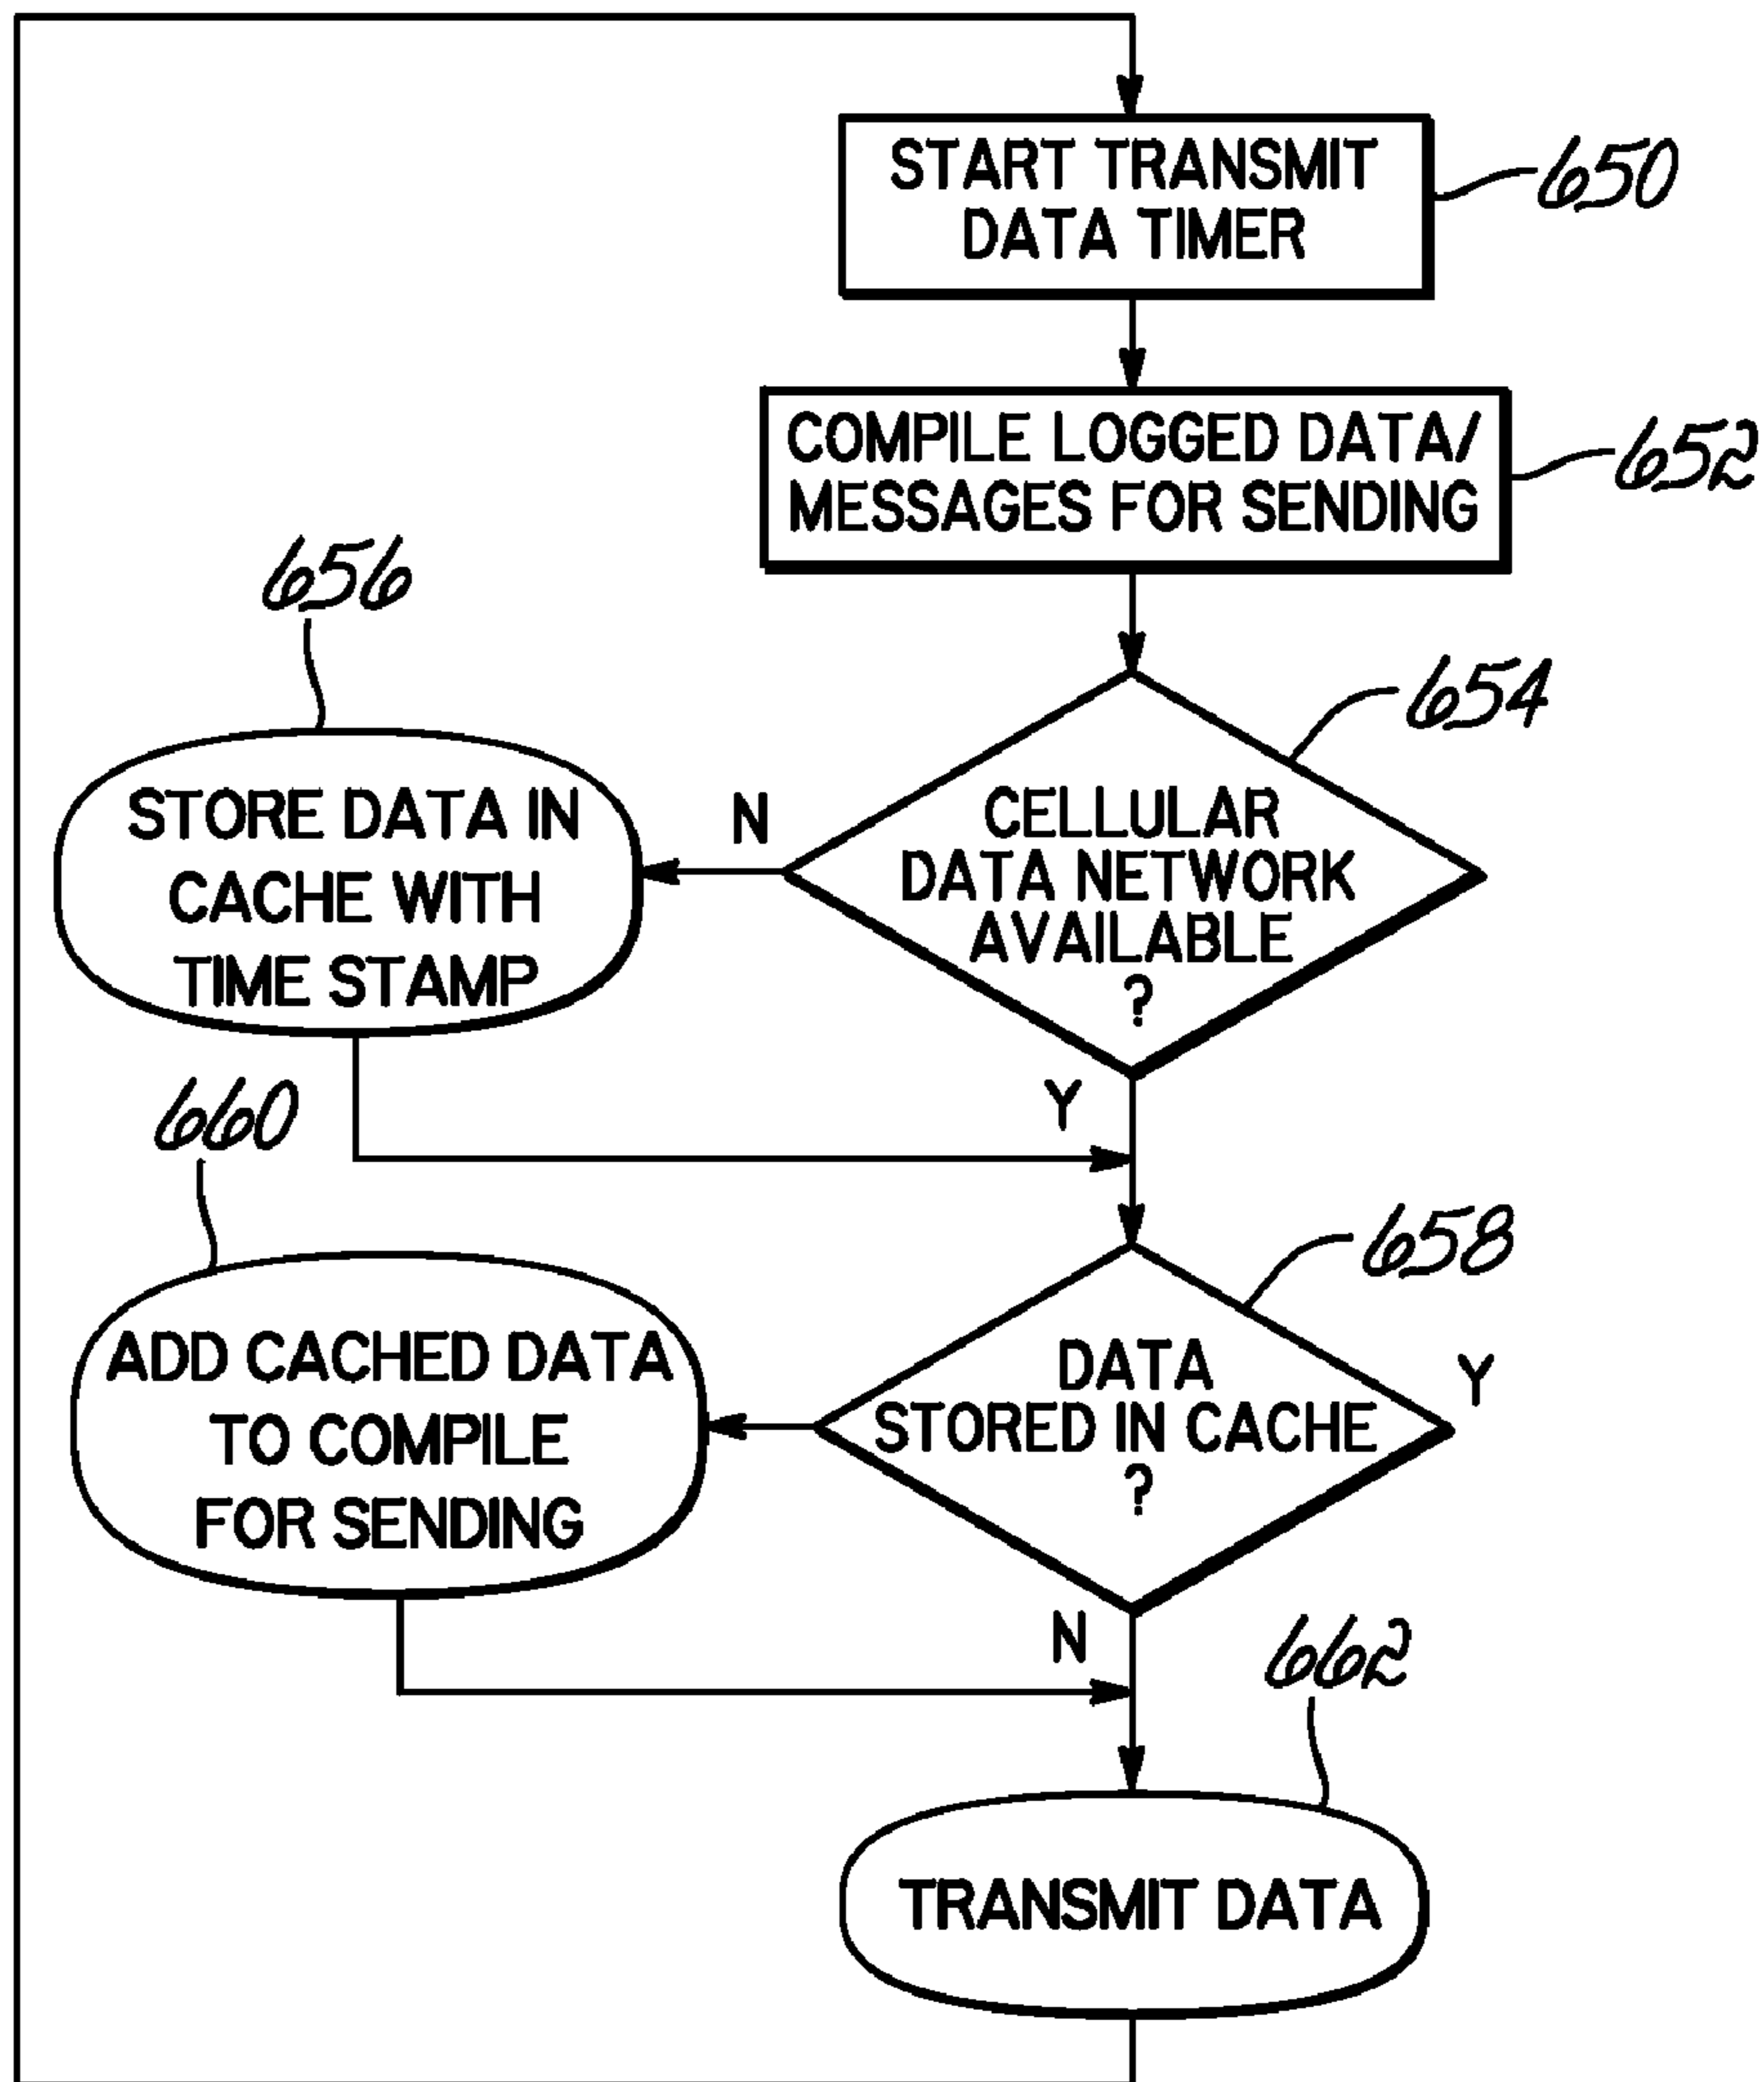 START TRANSMIT
DATA TIMER
650
COMPILE LOGGED DATA/
MESSAGES FOR SENDING
652
656
654
STORE DATA IN
CACHE WITH
TIME STAMP
N
CELLULAR
DATA NETWORK
AVAILABLE
?
Y
660
658
ADD CACHED DATA
TO COMPILE
FOR SENDING
DATA
STORED IN CACHE
?
Y
N
662
TRANSMIT DATA